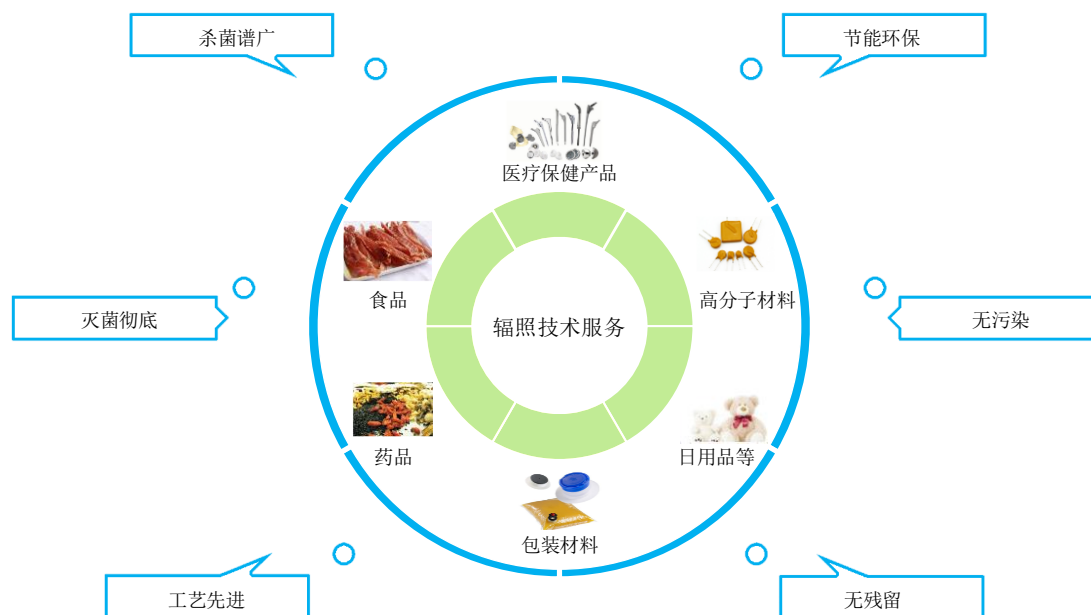 杀菌谱广
节能环保
医疗保健产品
食品
高分子材料
灭菌彻底
辐照技术服务
无污染
药品
日用品等
包装材料
工艺先进
无残留